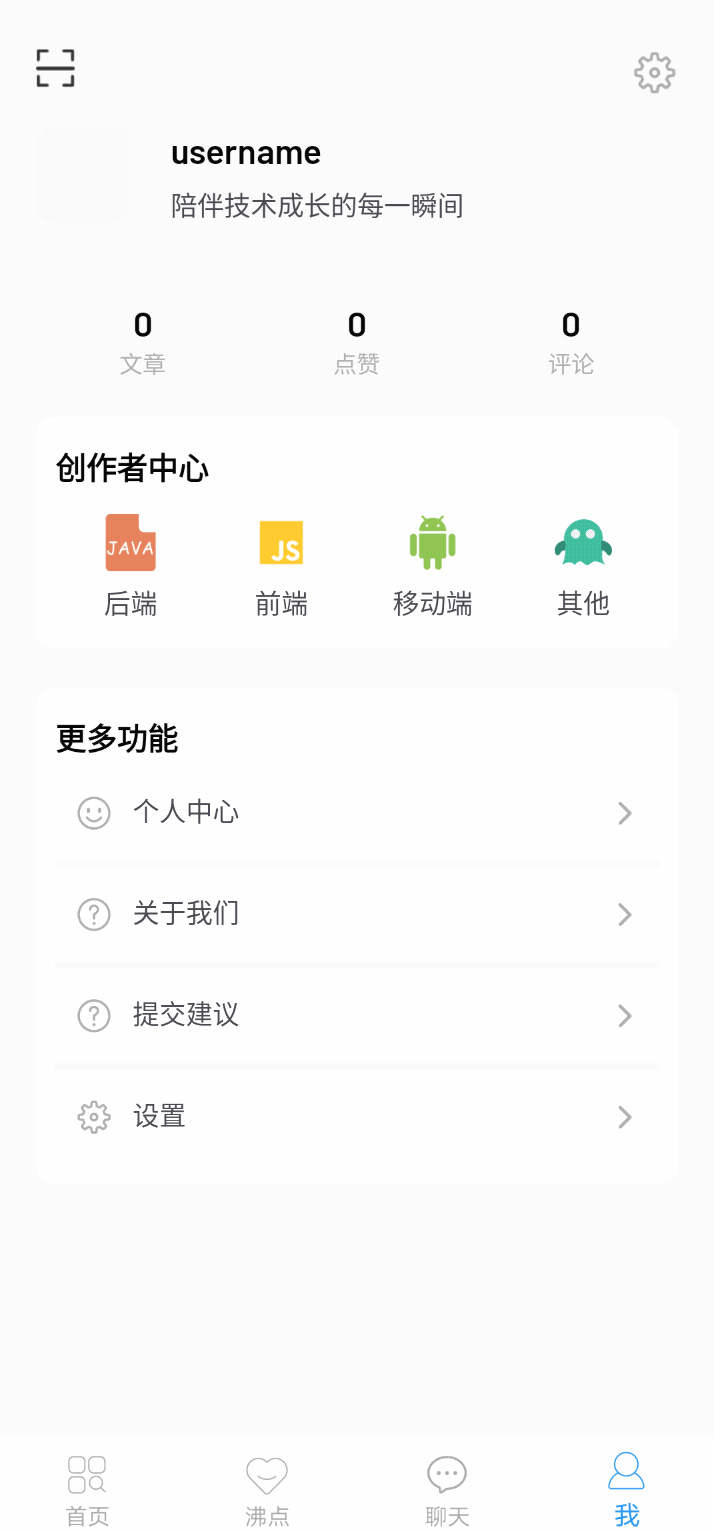 username
陪伴技术成长的每一瞬间
0 0 0
文章 点赞 评论
创作者中心
JAVA JS
后端 前端 移动端 其他
更多功能
个人中心
? 关于我们
? 提交建议
设置
首页 沸点 聊天 我